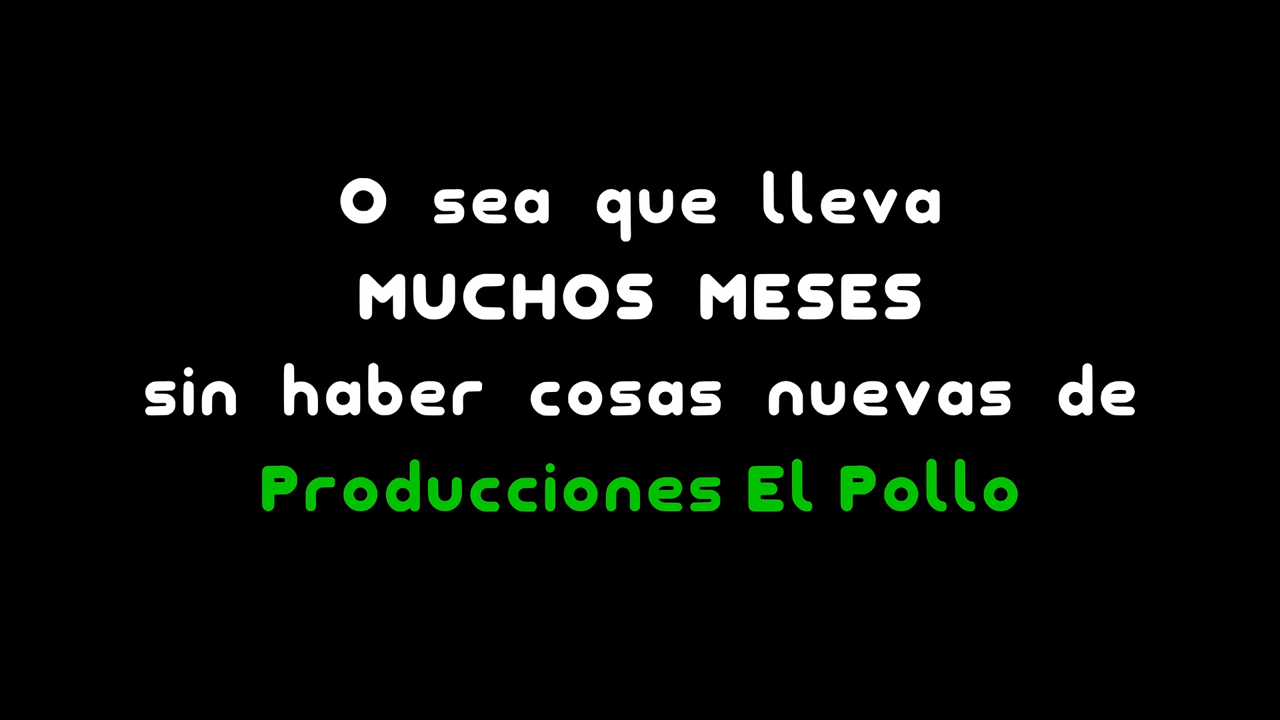 O sea que lleva
MUCHOS MESES
sin haber cosas nuevas de
Producciones El Pollo